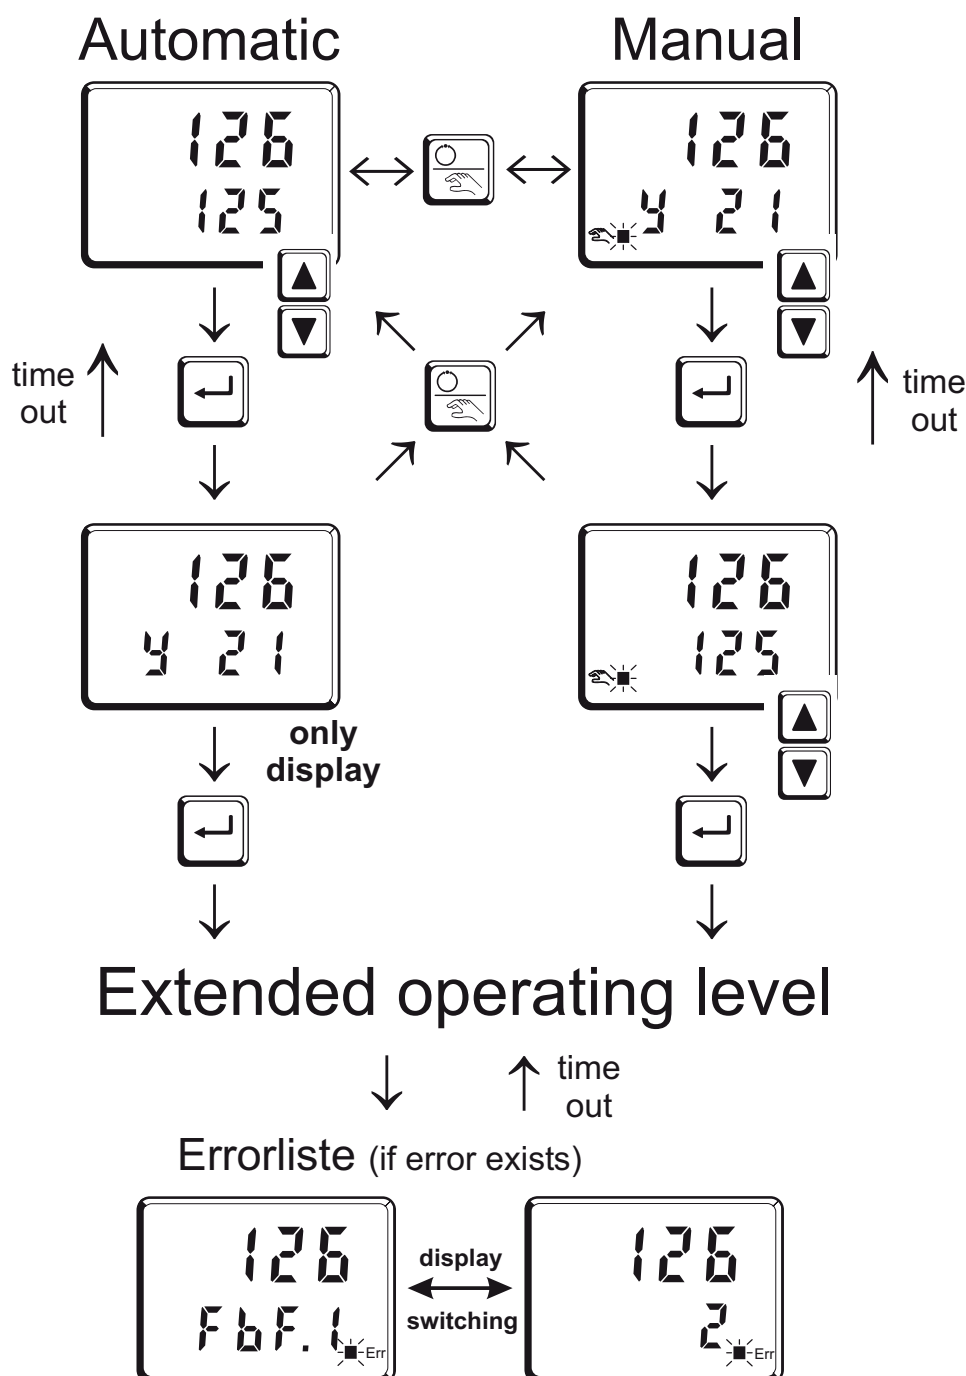 Automatic Manual
126 126
125 Y 21
time out time out
126 126
Y 21 125
only
display
Extended operating level
time
out
Errorliste (if error exists)
126 display 126
FbF.1 Err switching 2 Err